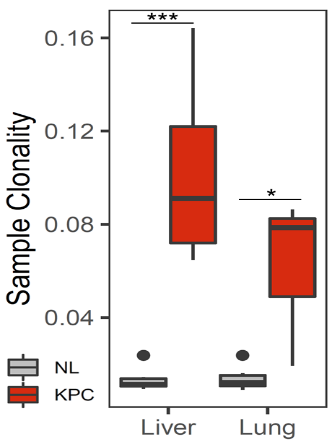 ***
0.16
0.12
*
0.08
0.04
Sample Clonality
NL
KPC
Liver Lung